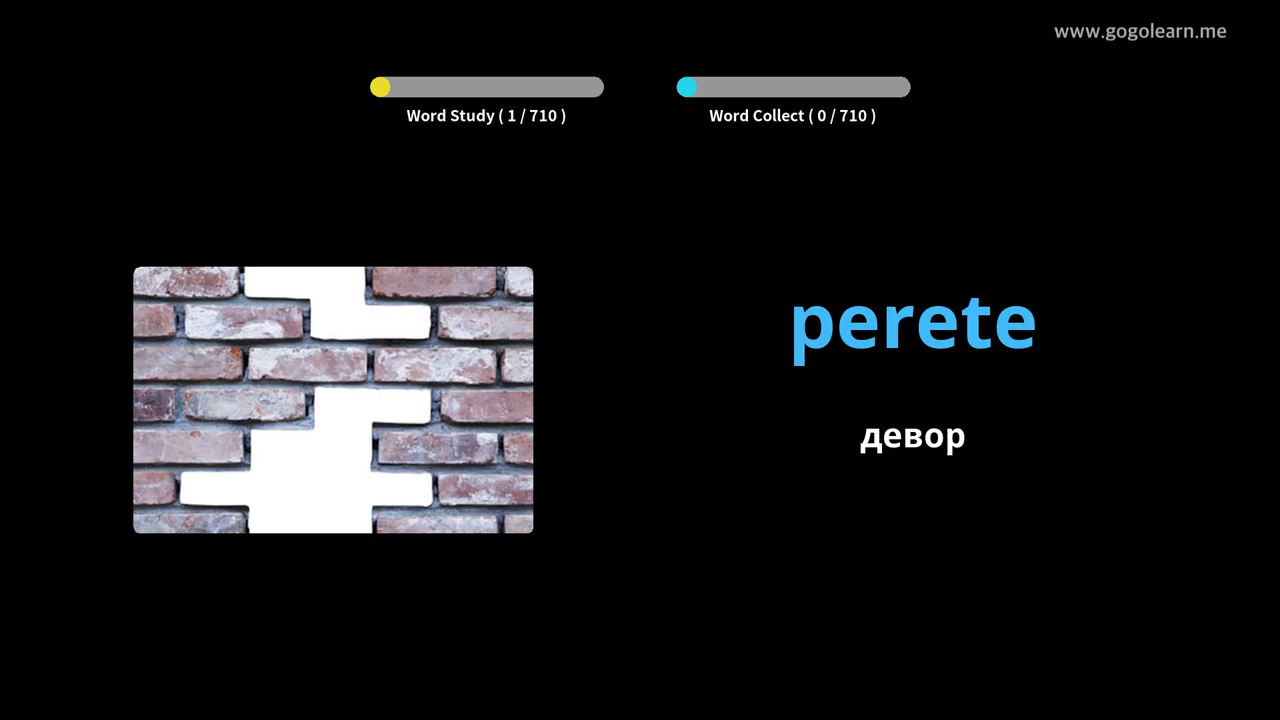 www.gogolearn.me
Word Study ( 1 / 710 )
Word Collect ( 0 / 710 )
perete
девор